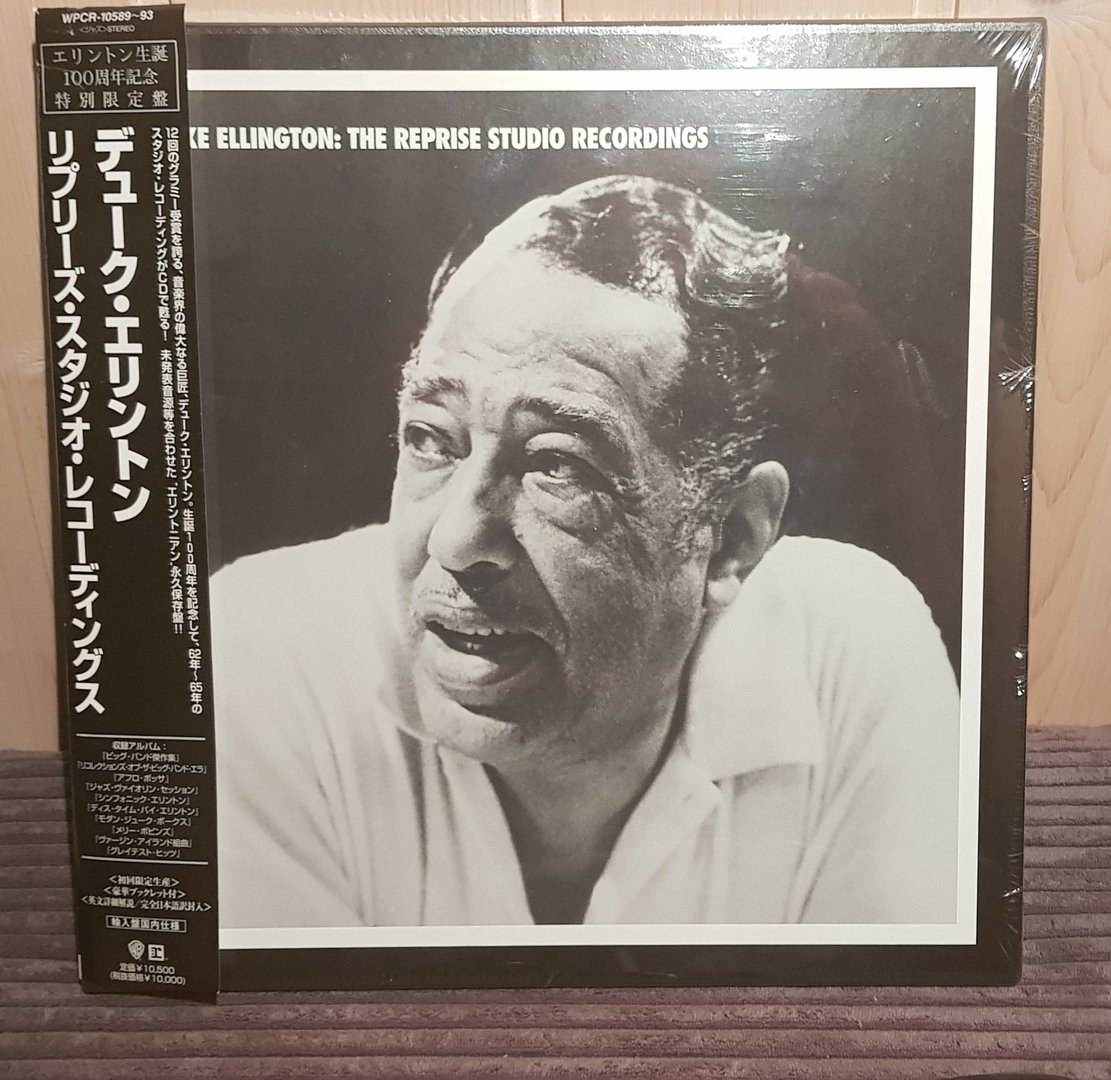 WPCR-10589~93
<ジャズ>STEREO
エリントン生誕
100周年記念
特別限定盤
デューク・エリントン
リプリーズ・スタジオ・レコーディングス
12回のグラミー受賞を誇る、音楽界の偉大なる巨匠、デューク・エリントン。生誕100周年を記念して、62年~65年の
スタジオ・レコーディングがCDで甦る! 未発表音源等を合わせた、エリントニアン・永久保存盤!!
KE ELLINGTON: THE REPRISE STUDIO RECORDINGS
収録アルバム:
『ビッグ・バンド傑作集』
『リコレクションズ・オブ・ザ・ビッグ・バンド・エラ』
『アフロ・ボッサ』
『ジャズ・ヴァイオリン・セッション』
『シンフォニック・エリントン』
『ディス・タイム・バイ・エリントン』
『モダン・ジューク・ボークス』
『メリー・ポピンズ』
『ヴァージン・アイランド組曲』
『グレイテスト・ヒッツ』
<初回限定生産>
<豪華ブックレット付>
<英文詳細解説/完全日本語訳封入>
輸入盤国内仕様
定価¥10,500
(税抜価格¥10,000)